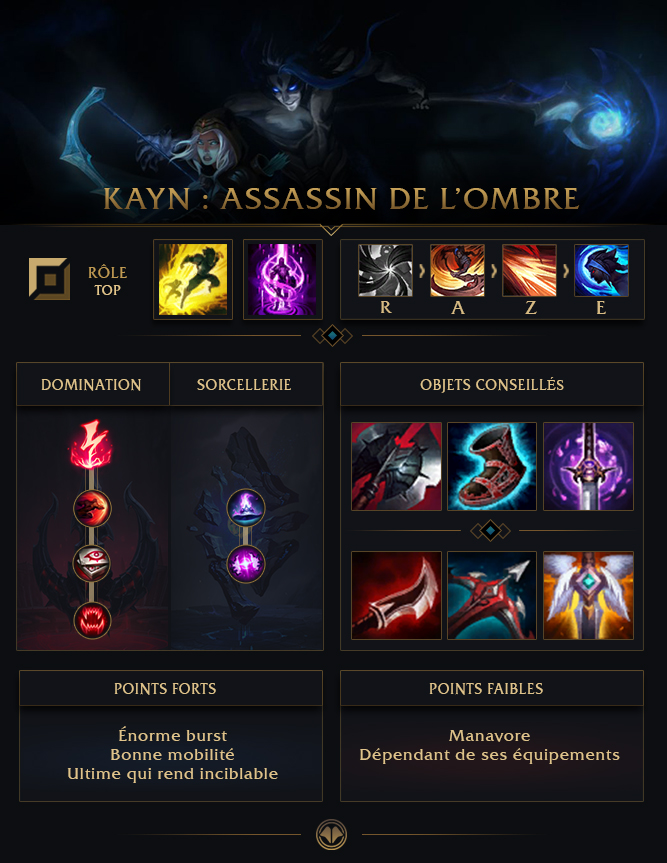 KAYN : ASSASSIN DE L'OMBRE
RÔLE
TOP
R
A
Z
E
DOMINATION
SORCELLERIE
OBJETS CONSEILLÉS
POINTS FORTS
Énorme burst
Bonne mobilité
Ultime qui rend inciblable
POINTS FAIBLES
Manavore
Dépendant de ses équipements